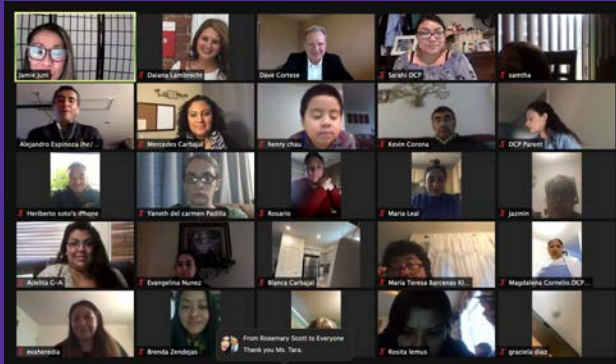 Jamie Juni
Daiana Lambrecht
Dave Cortese
Sarahi DCP
samtha
Alejandro Espinoza (he/...
Mercedes Carbajal
henry chau
Kevin Corona
DCP Parent
Heriberto soto's iPhone
Yaneth del carmen Padilla
Rosario
Maria Leal
jazmin
Adelita G-A
Evangelina Nunez
Blanca Carbajal
María Teresa Barcenas Kl...
Magdalena Cornelio.DCP...
evaheredia
Brenda Zendejas
From Rosemary Scott to Everyone
Thank you Ms. Tara.
Rosita lemus
graciela diaz